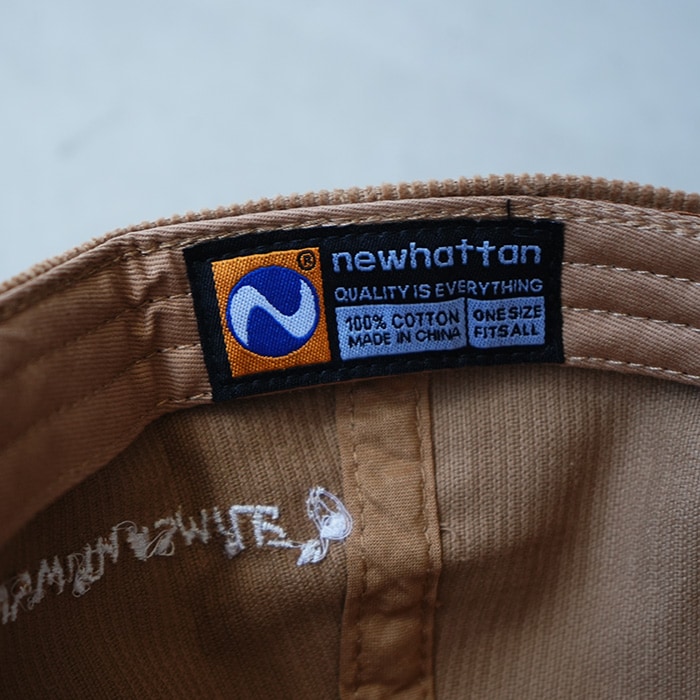 ®
newhattan
QUALITY IS EVERYTHING
100% COTTON
MADE IN CHINA
ONE SIZE
FITS ALL